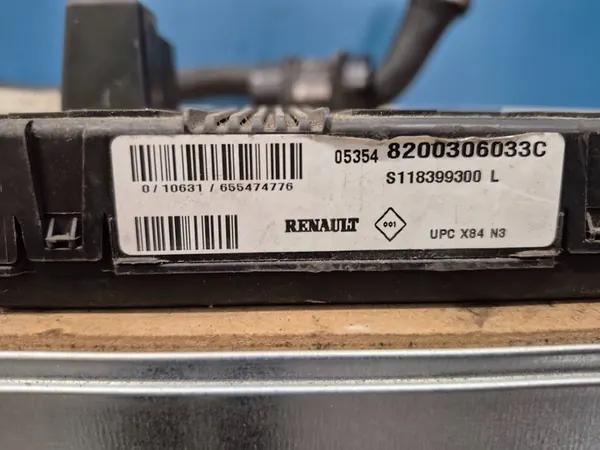 05354 8200306033C
S118399300 L
0/10631/655474776
RENAULT 001 UPC X84 N3